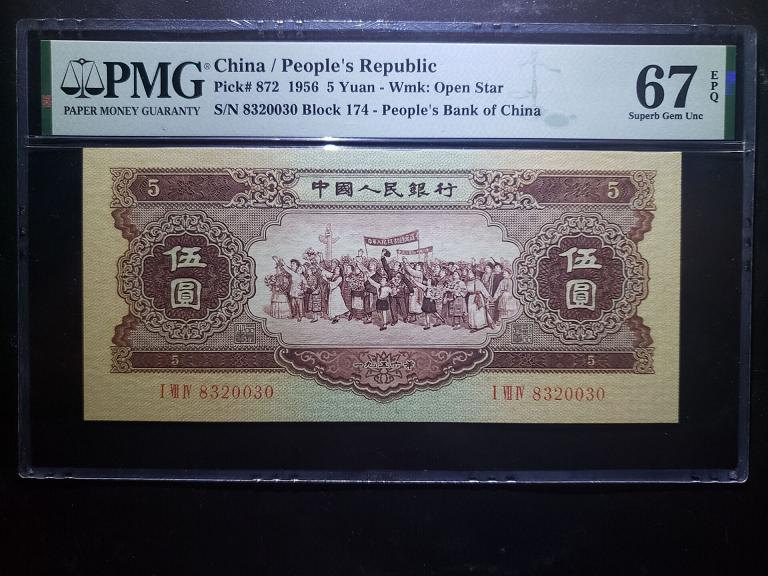 PMG
PAPER MONEY GUARANTY
China / People's Republic
Pick# 872 1956 5 Yuan - Wmk: Open Star
S/N 8320030 Block 174 - People's Bank of China
67 EPQ
Superb Gem Unc
5 中國人民銀行 5
伍圓 伍圓
5 5
I VII IV 8320030 I VII IV 8320030